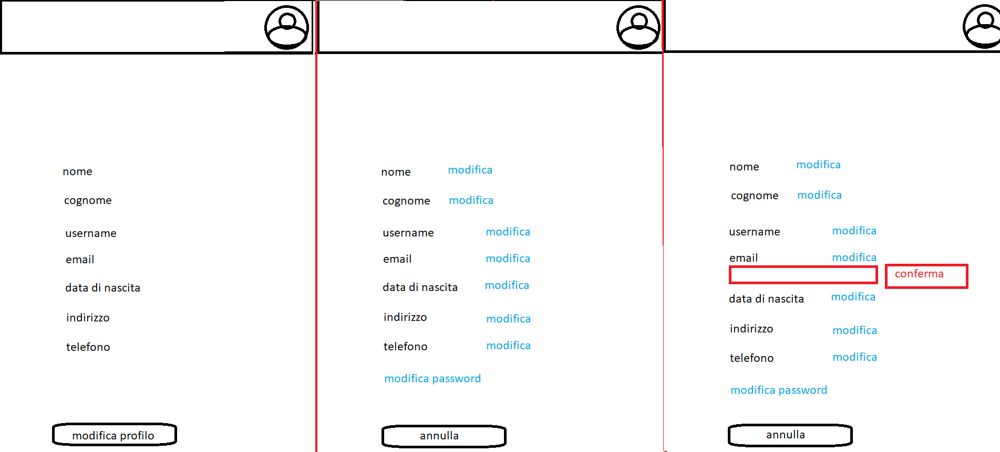 nome
cognome
username
email
data di nascita
indirizzo
telefono
modifica profilo
nome modifica
cognome modifica
username modifica
email modifica
data di nascita modifica
indirizzo modifica
telefono modifica
modifica password
annulla
nome modifica
cognome modifica
username modifica
email modifica
conferma
data di nascita modifica
indirizzo modifica
telefono modifica
modifica password
annulla